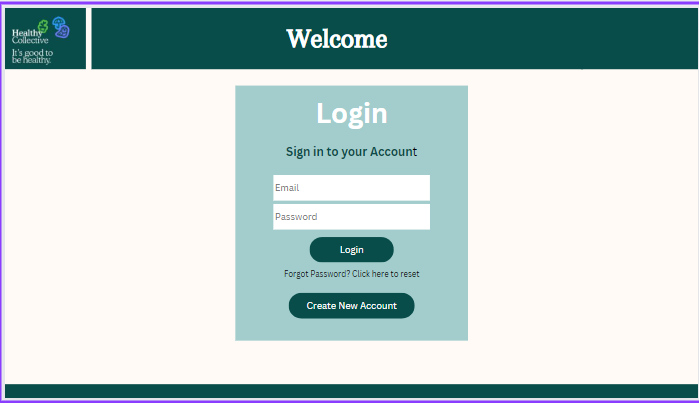 Healthy
Collective
It's good to
be healthy.
Welcome
Login
Sign in to your Account
Email
Password
Login
Forgot Password? Click here to reset
Create New Account